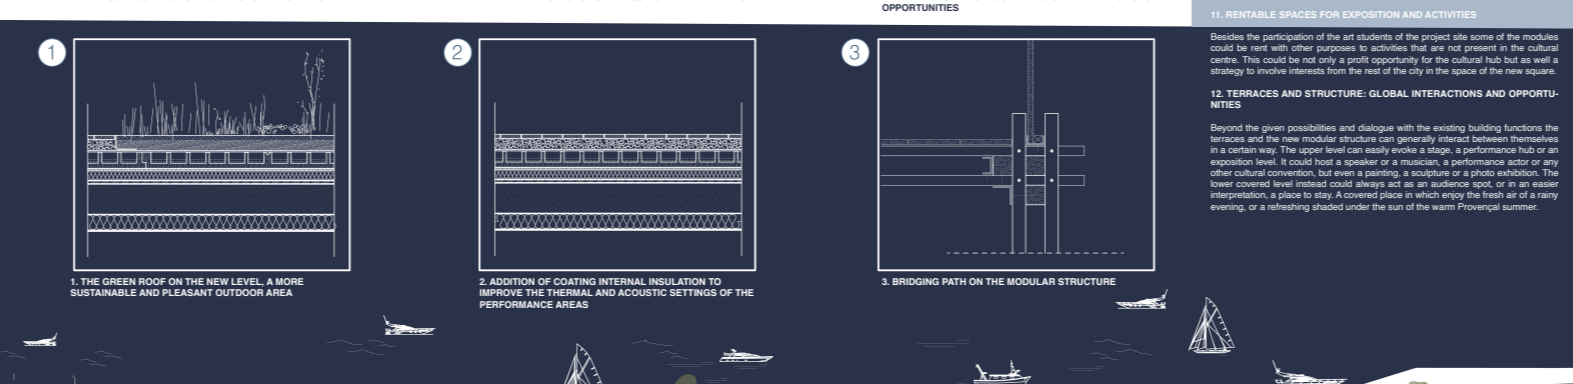 OPPORTUNITIES
1
2
3
1. THE GREEN ROOF ON THE NEW LEVEL, A MORE
SUSTAINABLE AND PLEASANT OUTDOOR AREA
2. ADDITION OF COATING INTERNAL INSULATION TO
IMPROVE THE THERMAL AND ACOUSTIC SETTINGS OF THE
PERFORMANCE AREAS
3. BRIDGING PATH ON THE MODULAR STRUCTURE
11. RENTABLE SPACES FOR EXPOSITION AND ACTIVITIES
Besides the participation of the art students of the project site some of the modules
could be rent with other purposes to activities that are not present in the cultural
centre. This could be not only a profit opportunity for the cultural hub but as well a
strategy to involve interests from the rest of the city in the space of the new square.
12. TERRACES AND STRUCTURE: GLOBAL INTERACTIONS AND OPPORTU-
NITIES
Beyond the given possibilities and dialogue with the existing building functions the
terraces and the new modular structure can generally interact between themselves
in a certain way. The upper level can easily evoke a stage, a performance hub or an
exposition level. It could host a speaker or a musician, a performance actor or any
other cultural convention, but even a painting, a sculpture or a photo exhibition. The
lower covered level instead could always act as an audience spot, or in an easier
interpretation, a place to stay. A covered place in which enjoy the fresh air of a rainy
evening, or a refreshing shaded under the sun of the warm Provençal summer.